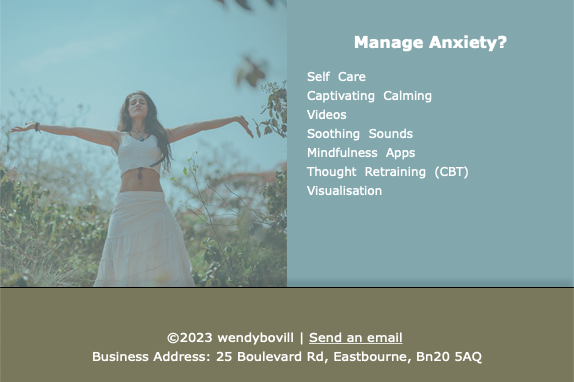 Manage Anxiety?
Self Care
Captivating Calming
Videos
Soothing Sounds
Mindfulness Apps
Thought Retraining (CBT)
Visualisation
©2023 wendybovill | Send an email
Business Address: 25 Boulevard Rd, Eastbourne, Bn20 5AQ